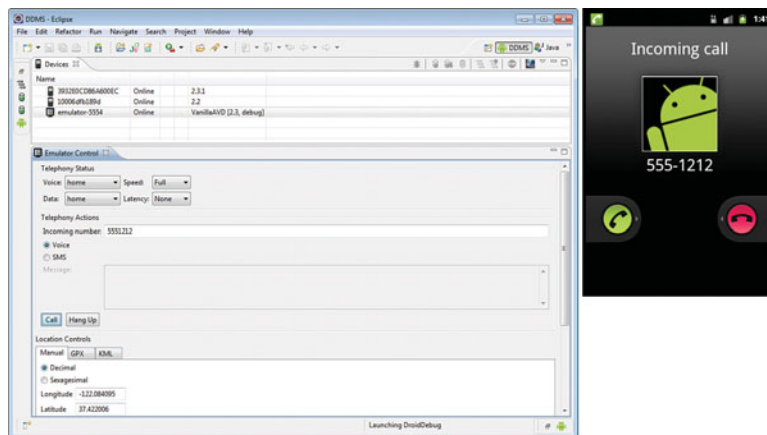 DDMS - Eclipse
File Edit Refactor Run Navigate Search Project Window Help
DDMS Java
Devices
Name
Online 2.3.1
10006dfb189d Online 2.2
emulator-5554 Online VanillaAVD [2.3, debug]
Emulator Control
Telephony Status
Voice: home Speed: Full
Data: home Latency: None
Telephony Actions
Incoming number: 5551212
Voice
SMS
Message:
Call Hang Up
Location Controls
Manual GPX KML
Decimal
Sexagesimal
Longitude -122.084095
Latitude 37.422006
Launching DroidDebug
1:41
Incoming call
555-1212